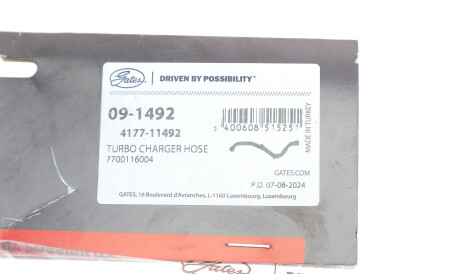 Gates
DRIVEN BY POSSIBILITY™
09-1492
4177-11492
5 400608 515251
TURBO CHARGER HOSE
7700116004
MADE IN TURKEY
GATES.COM
P.D. 07-06-2024
GATES, 16 Boulevard d'Avranches, L-1160 Luxembourg, Luxembourg